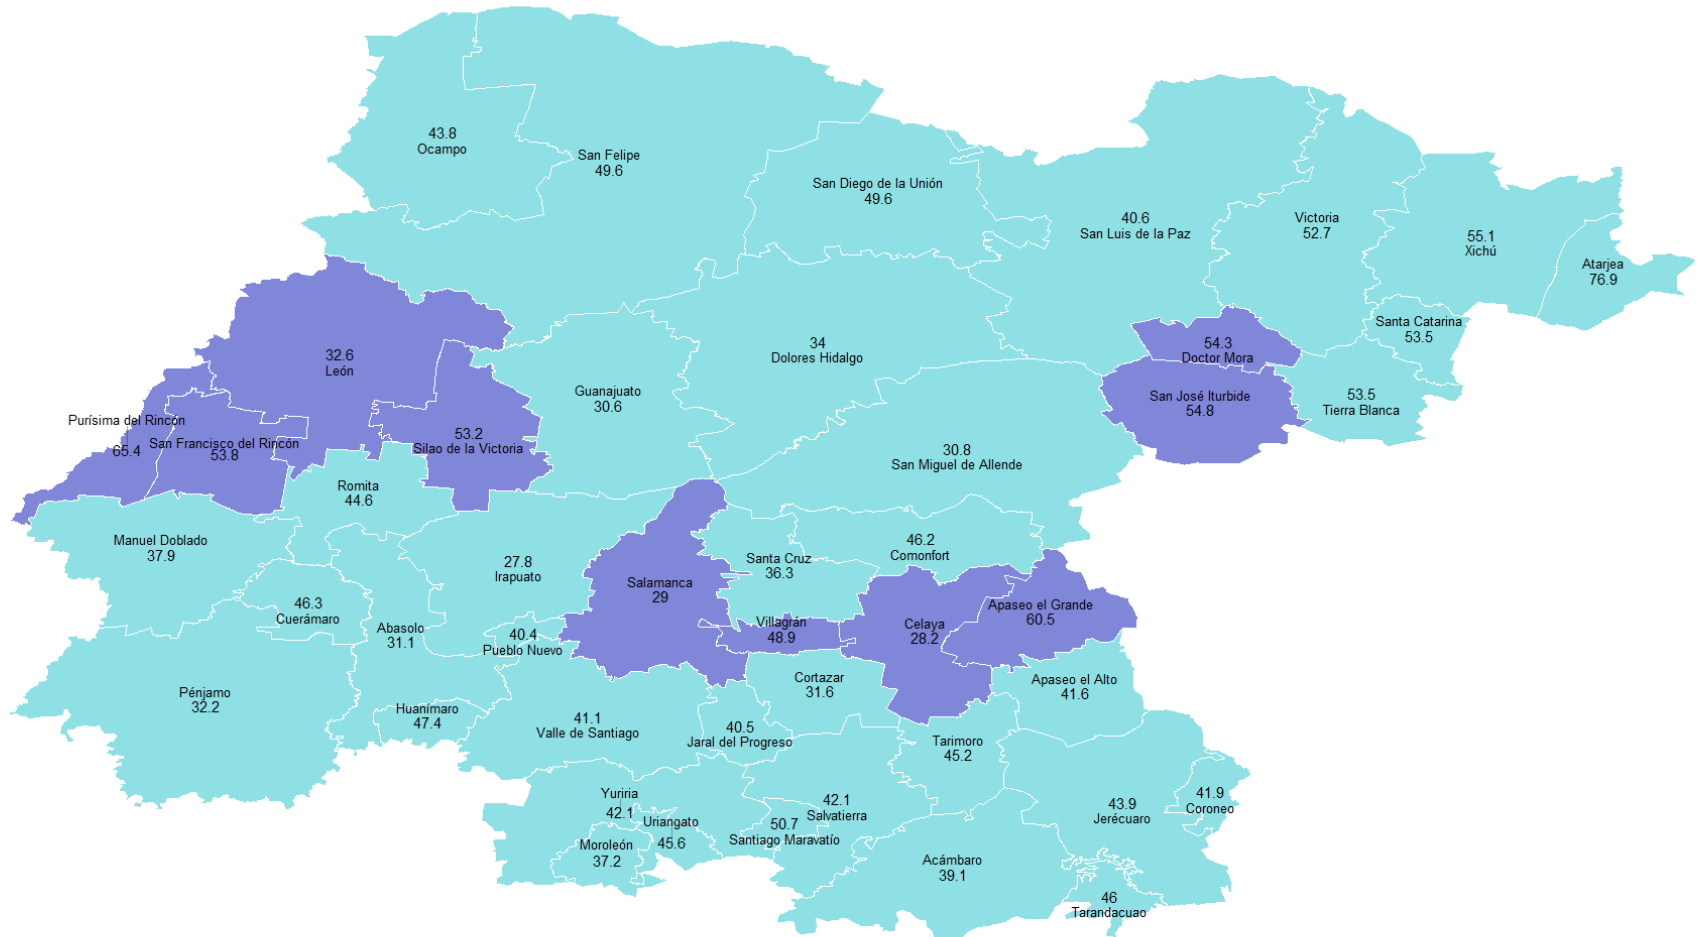 43.8
Ocampo
San Felipe
49.6
San Diego de la Unión
49.6
40.6
San Luis de la Paz
Victoria
52.7
55.1
Xichú
Atarjea
76.9
Santa Catarina
53.5
54.3
Doctor Mora
34
Dolores Hidalgo
32.6
León
Guanajuato
30.6
San José Iturbide
54.8
53.5
Tierra Blanca
Purísima del Rincón
65.4
San Francisco del Rincón
53.8
53.2
Silao de la Victoria
30.8
San Miguel de Allende
Romita
44.6
Manuel Doblado
37.9
27.8
Irapuato
Salamanca
29
Santa Cruz
36.3
46.2
Comonfort
46.3
Cuerámaro
Abasolo
31.1
40.4
Pueblo Nuevo
Villagrán
48.9
Celaya
28.2
Apaseo el Grande
60.5
Pénjamo
32.2
Huanímaro
47.4
41.1
Valle de Santiago
40.5
Jaral del Progreso
Cortazar
31.6
Apaseo el Alto
41.6
Tarimoro
45.2
Yuriria
42.1
Uriangato
45.6
Moroleón
37.2
50.7
Santiago Maravatío
42.1
Salvatierra
43.9
Jerécuaro
41.9
Coroneo
Acámbaro
39.1
46
Tarandacuao